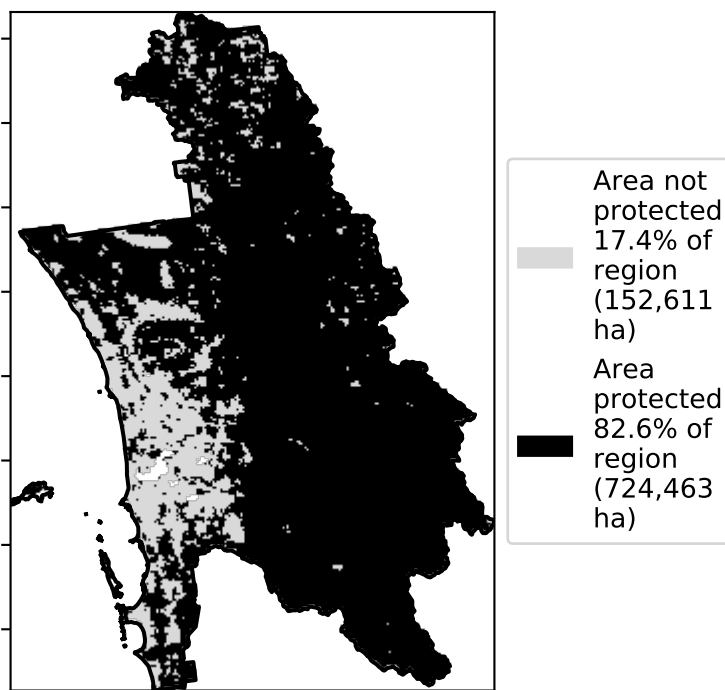 Area not
protected
17.4% of
region
(152,611
ha)
Area
protected
82.6% of
region
(724,463
ha)